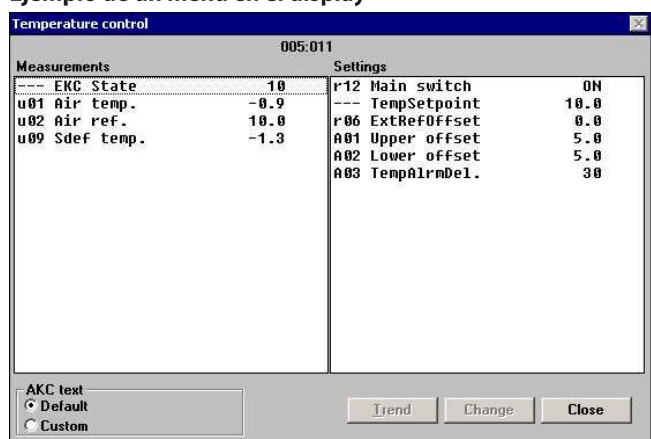 Ejemplo de un menú en el display
Temperature control
005:011
Measurements
--- EKC State 10
u01 Air temp. -0.9
u02 Air ref. 10.0
u09 Sdef temp. -1.3
Settings
r12 Main switch ON
--- TempSetpoint 10.0
r06 ExtRefOffset 0.0
A01 Upper offset 5.0
A02 Lower offset 5.0
A03 TempAlrmDel. 30
AKC text
Default
Custom
Trend
Change
Close